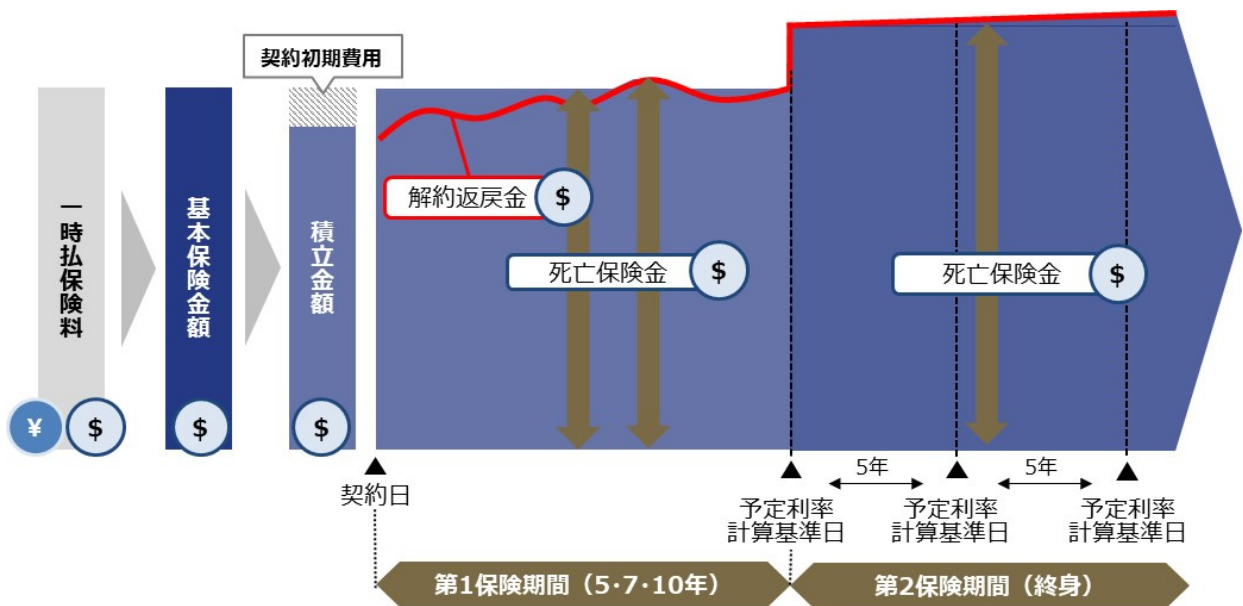 契約初期費用
一時払保険料
基本保険金額
積立金額
¥
$
$
$
解約返戻金
$
死亡保険金
$
死亡保険金
$
契約日
5年
5年
予定利率
計算基準日
予定利率
計算基準日
予定利率
計算基準日
第1保険期間（5・7・10年）
第2保険期間（終身）